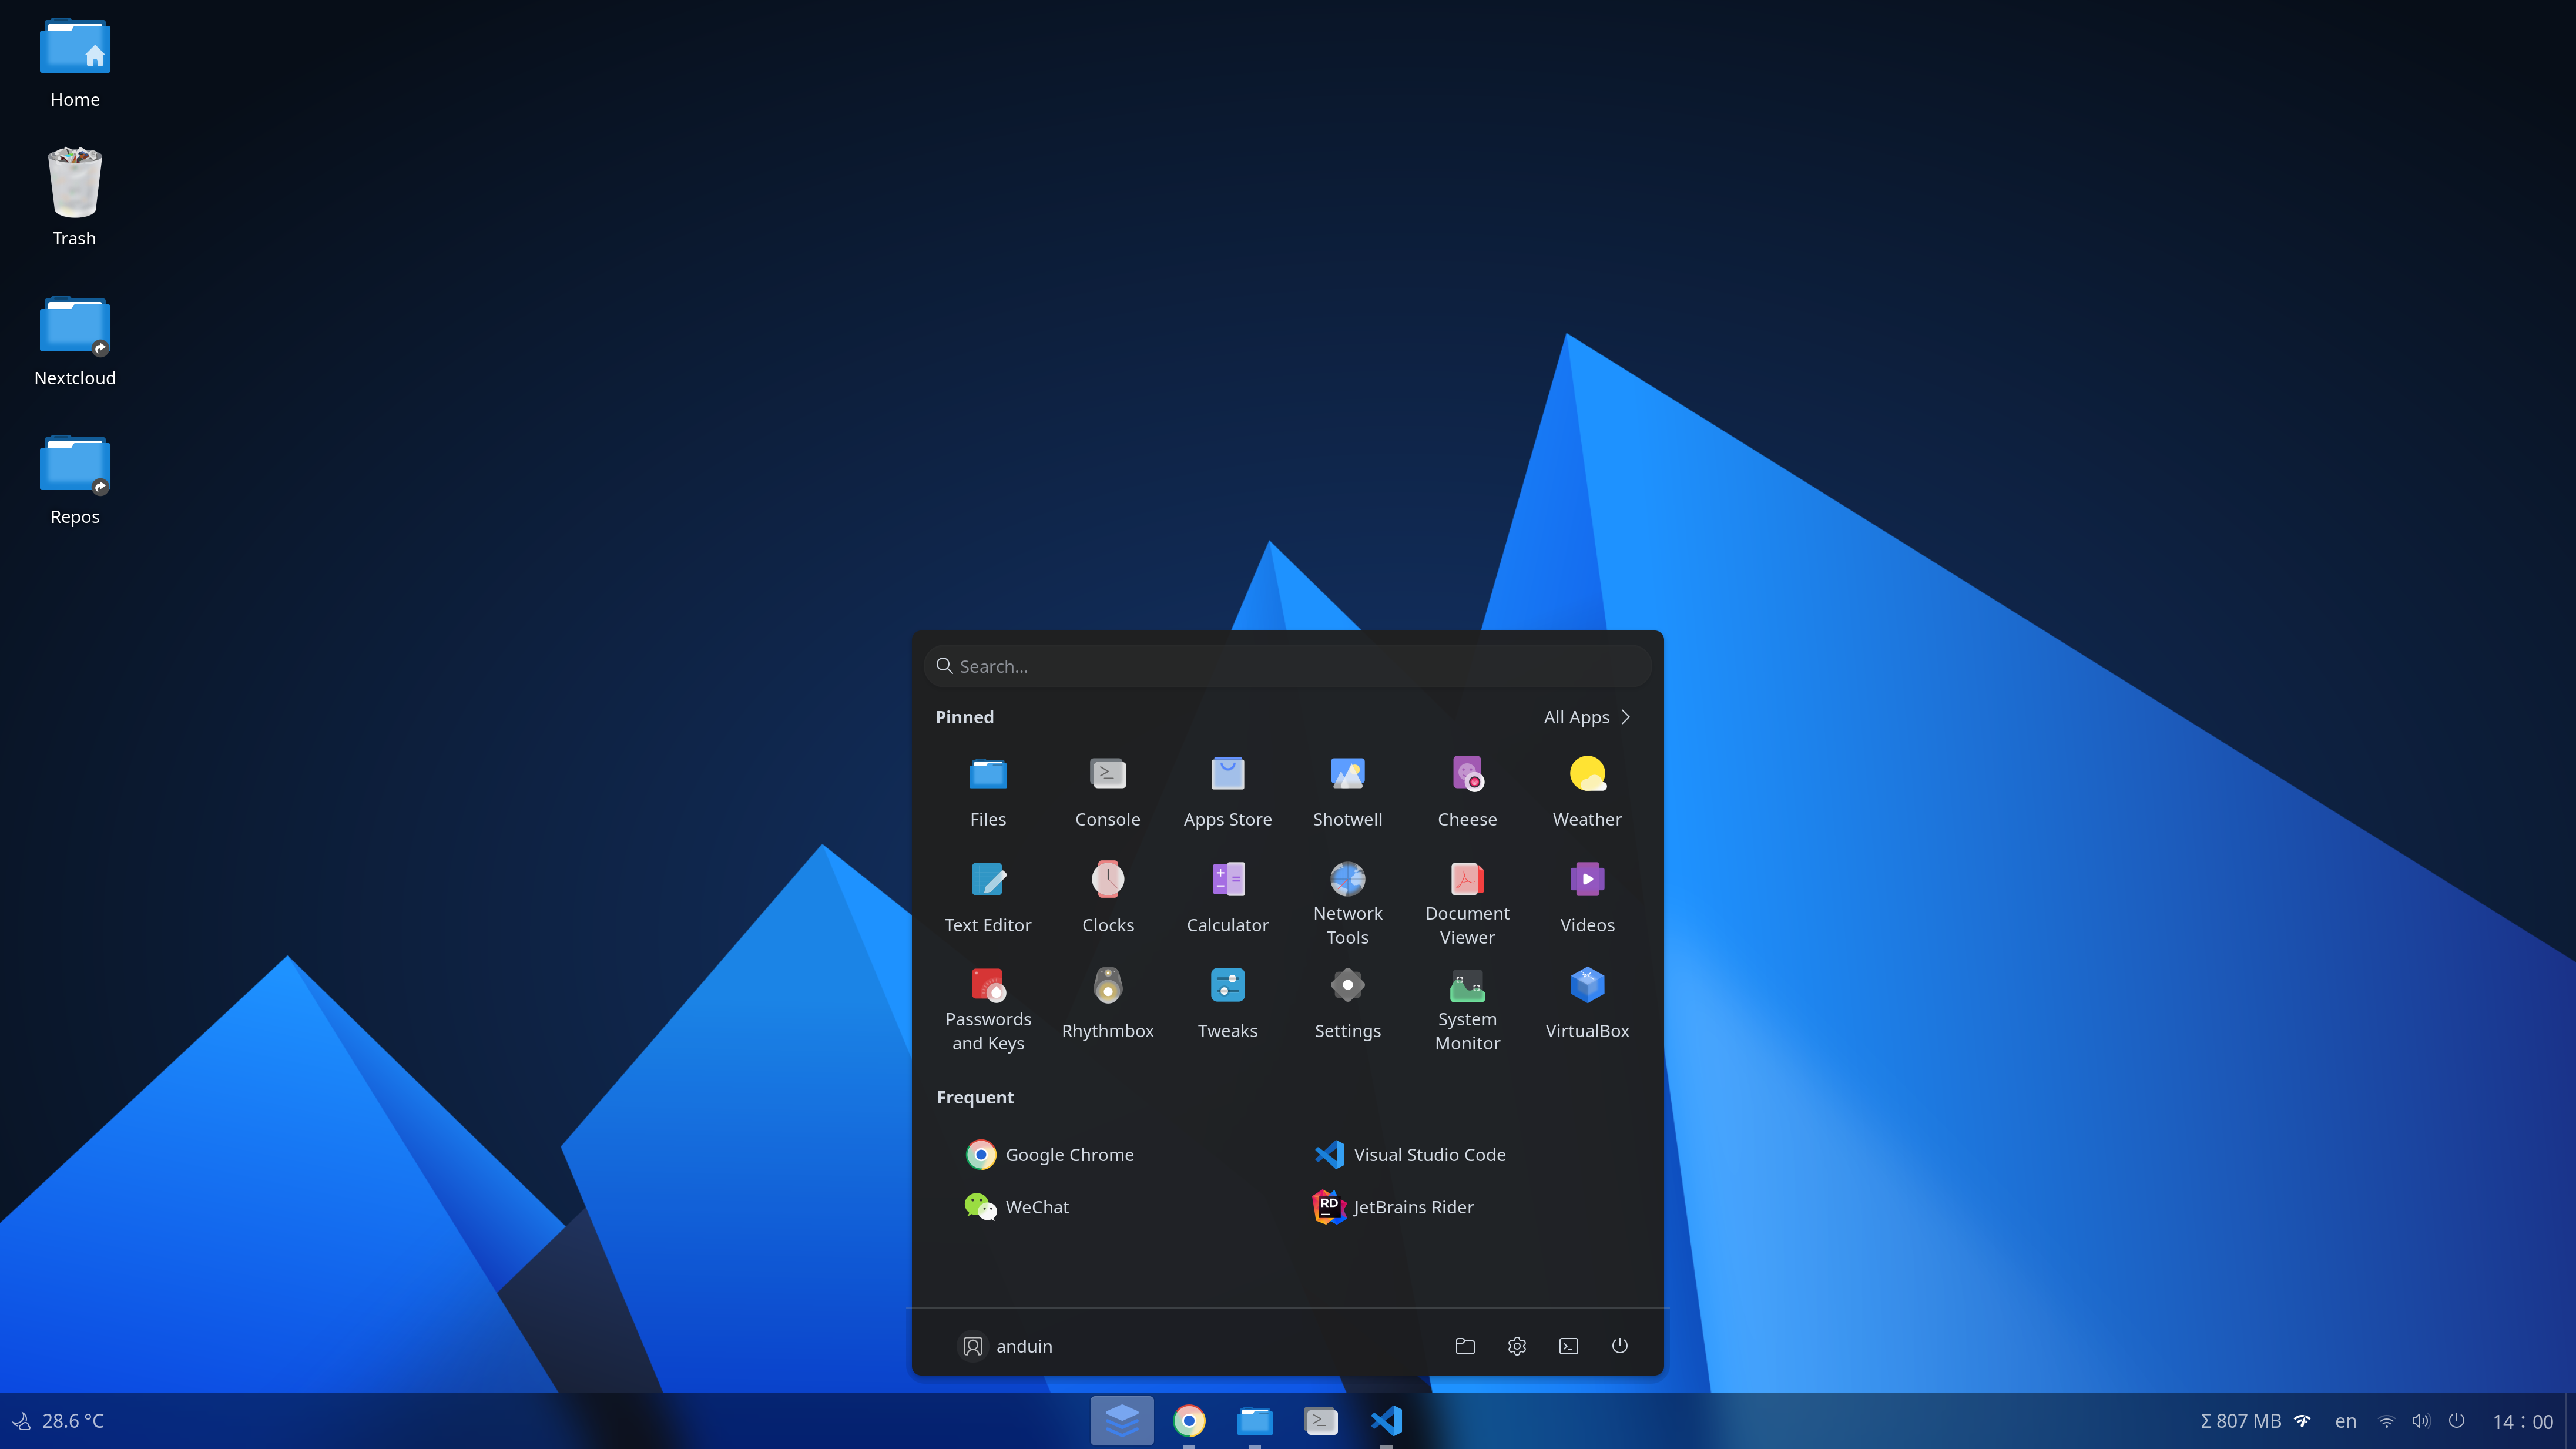 Home
Trash
Nextcloud
Repos
Search...
Pinned
All Apps
Files
Console
Apps Store
Shotwell
Cheese
Weather
Text Editor
Clocks
Calculator
Network
Tools
Document
Viewer
Videos
Passwords
and Keys
Rhythmbox
Tweaks
Settings
System
Monitor
VirtualBox
Frequent
Google Chrome
Visual Studio Code
WeChat
RD
JetBrains Rider
anduin
28.6 °C
Σ 807 MB
en
14 : 00